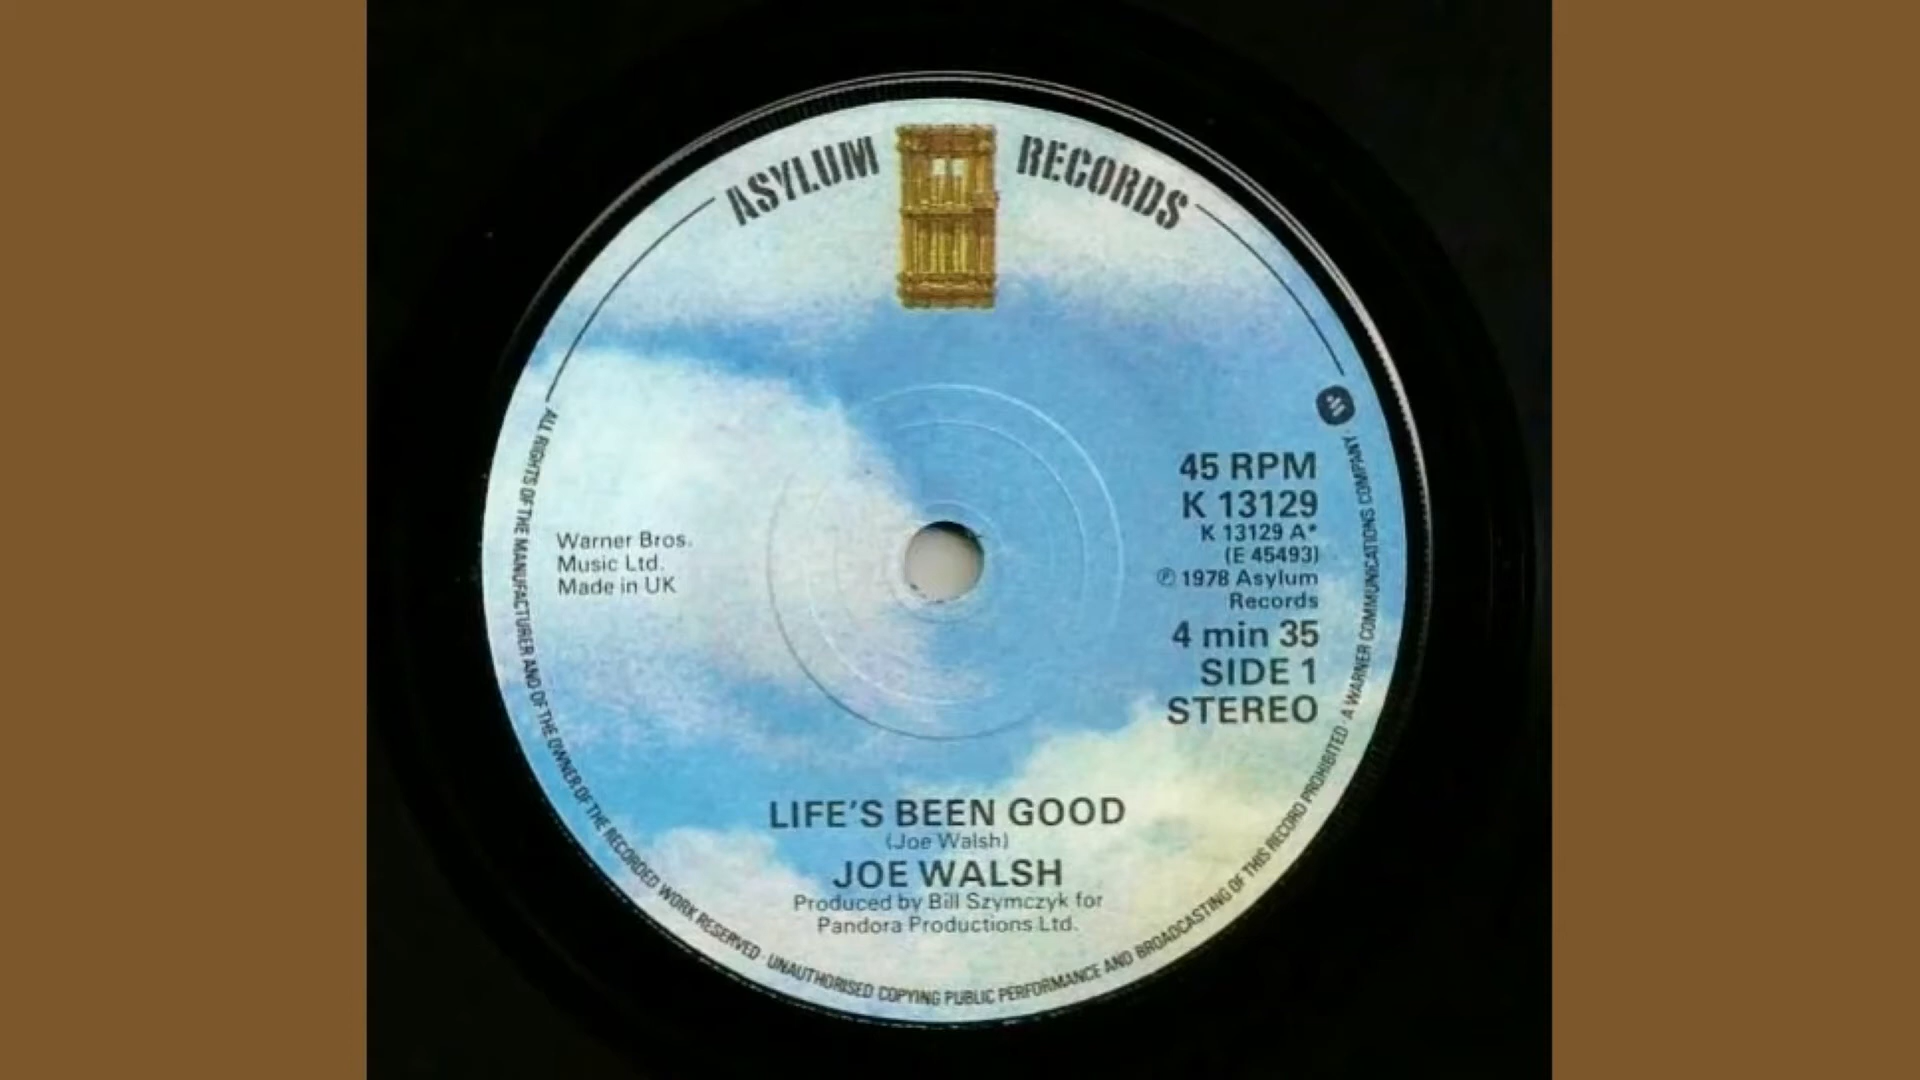 ASYLUM RECORDS
45 RPM
K 13129
K 13129 A*
(E 45493)
℗ 1978 Asylum
Records
4 min 35
SIDE 1
STEREO
Warner Bros.
Music Ltd.
Made in UK
LIFE'S BEEN GOOD
(Joe Walsh)
JOE WALSH
Produced by Bill Szymczyk for
Pandora Productions Ltd.
ALL RIGHTS OF THE MANUFACTURER AND OF THE OWNER OF THE RECORDED WORK RESERVED · UNAUTHORISED COPYING PUBLIC PERFORMANCE AND BROADCASTING OF THIS RECORD PROHIBITED · A WARNER COMMUNICATIONS COMPANY ·